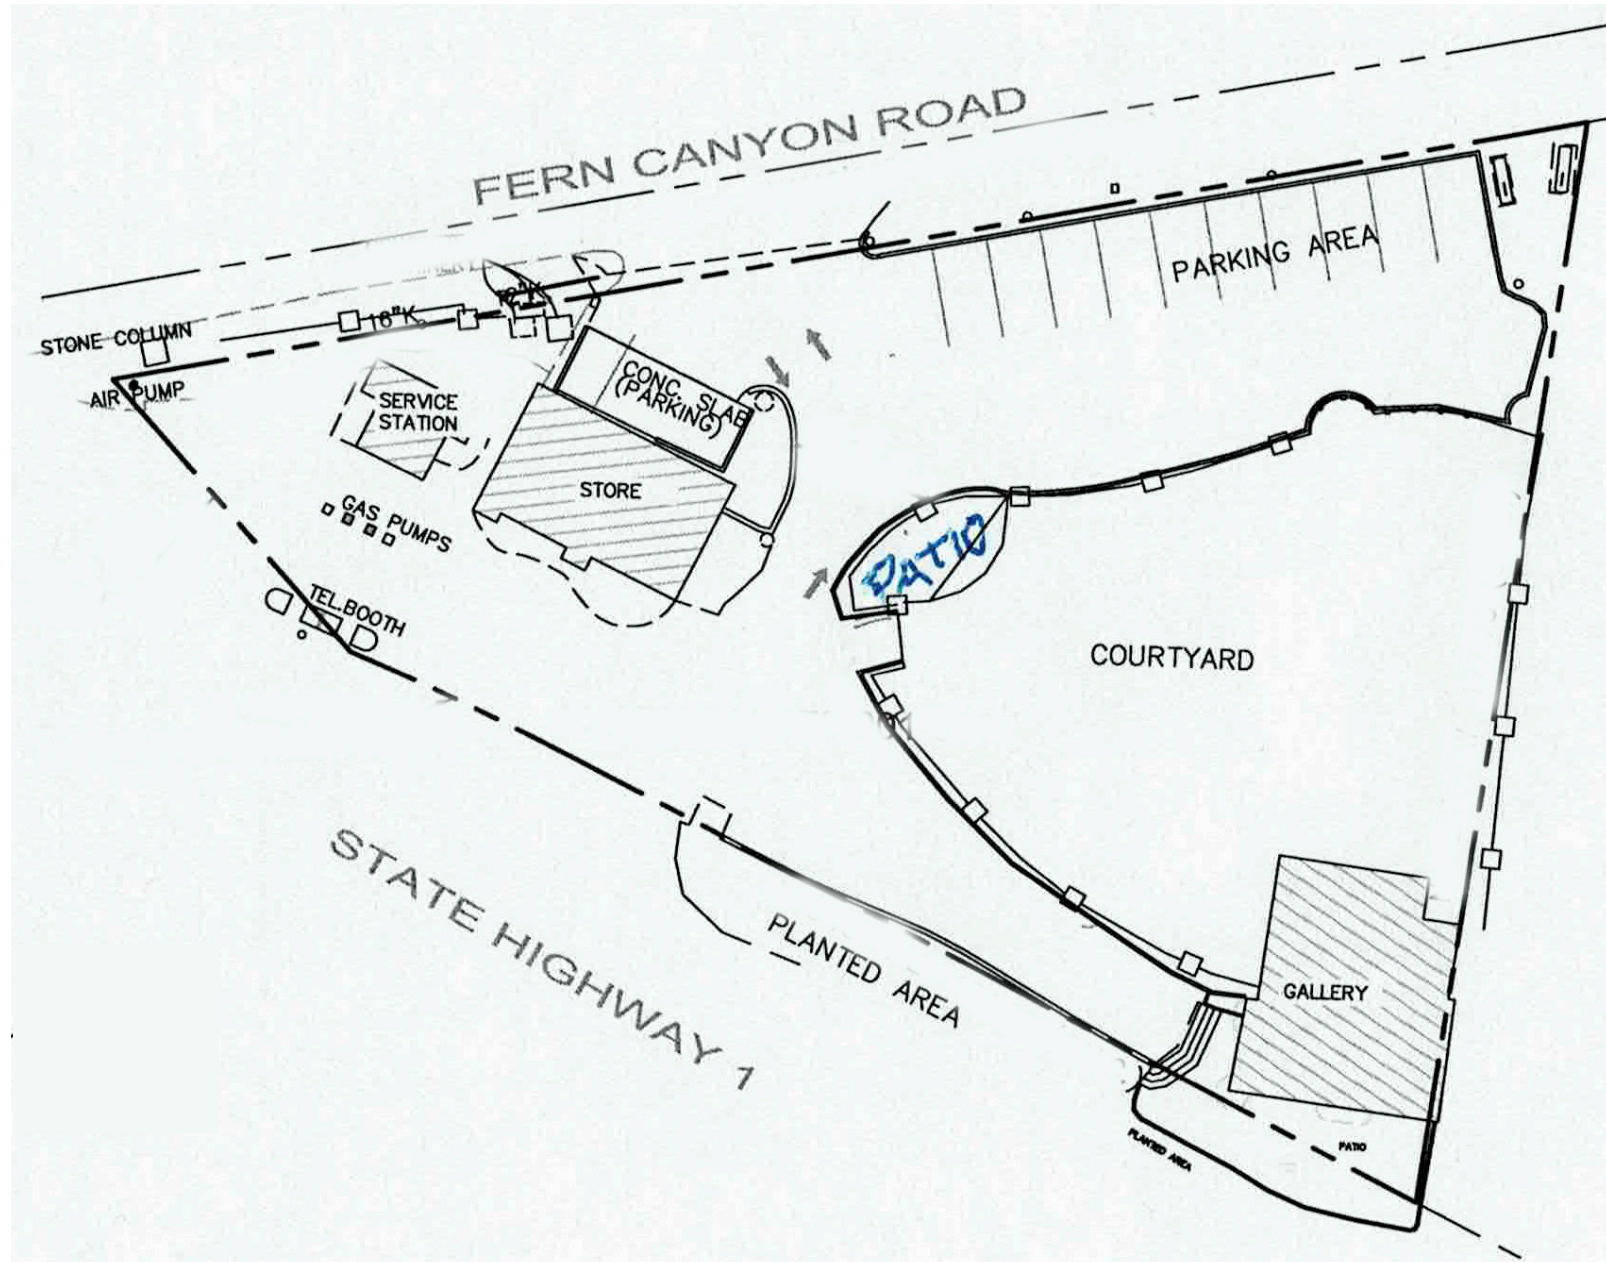 FERN CANYON ROAD
PARKING AREA
STONE COLUMN
16"K
AIR PUMP
SERVICE
STATION
CONC. SLAB
(PARKING)
STORE
GAS PUMPS
PATIO
TEL.BOOTH
COURTYARD
STATE HIGHWAY 1
PLANTED AREA
GALLERY
PLANTED AREA
PATIO